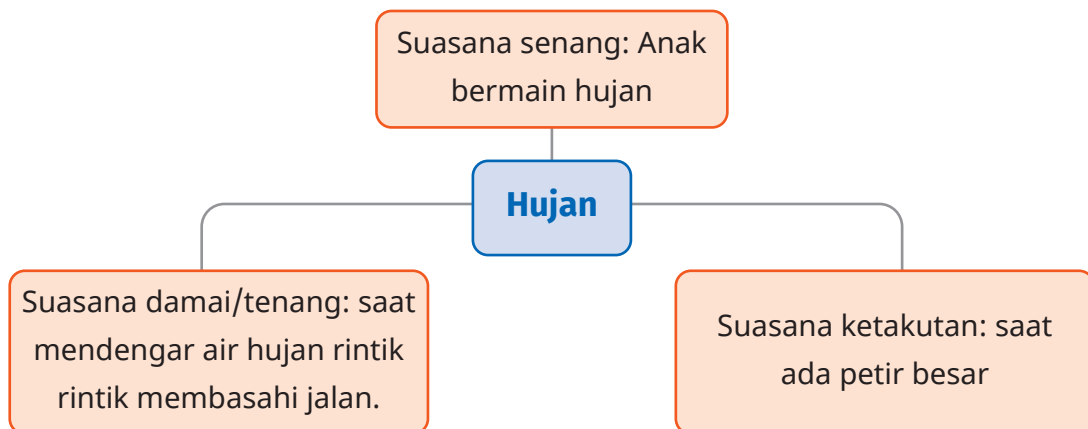 Suasana senang: Anak
bermain hujan
Hujan
Suasana damai/tenang: saat
mendengar air hujan rintik
rintik membasahi jalan.
Suasana ketakutan: saat
ada petir besar